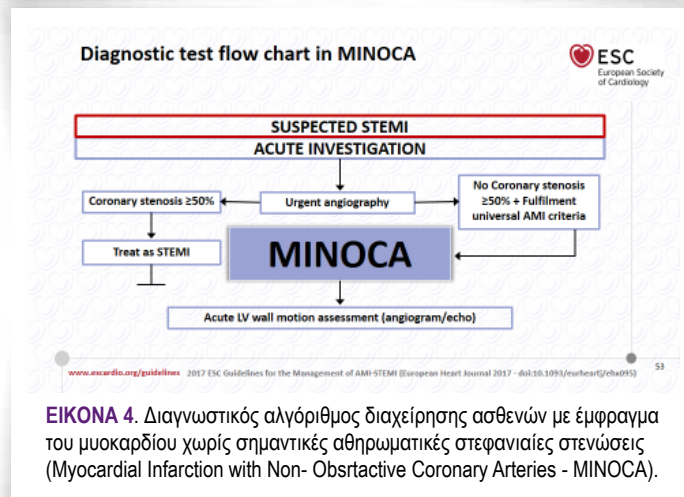 Diagnostic test flow chart in MINOCA
ESC
European Society
of Cardiology
SUSPECTED STEMI
ACUTE INVESTIGATION
Coronary stenosis ≥50%
Urgent angiography
No Coronary stenosis
≥50% + Fulfilment
universal AMI criteria
Treat as STEMI
MINOCA
Acute LV wall motion assessment (angiogram/echo)
www.escardio.org/guidelines 2017 ESC Guidelines for the Management of AMI-STEMI (European Heart Journal 2017 - doi:10.1093/eurheartj/ehx095)
53
ΕΙΚΟΝΑ 4. Διαγνωστικός αλγόριθμος διαχείρησης ασθενών με έμφραγμα
του μυοκαρδίου χωρίς σημαντικές αθηρωματικές στεφανιαίες στενώσεις
(Myocardial Infarction with Non- Obsrtactive Coronary Arteries - MINOCA).